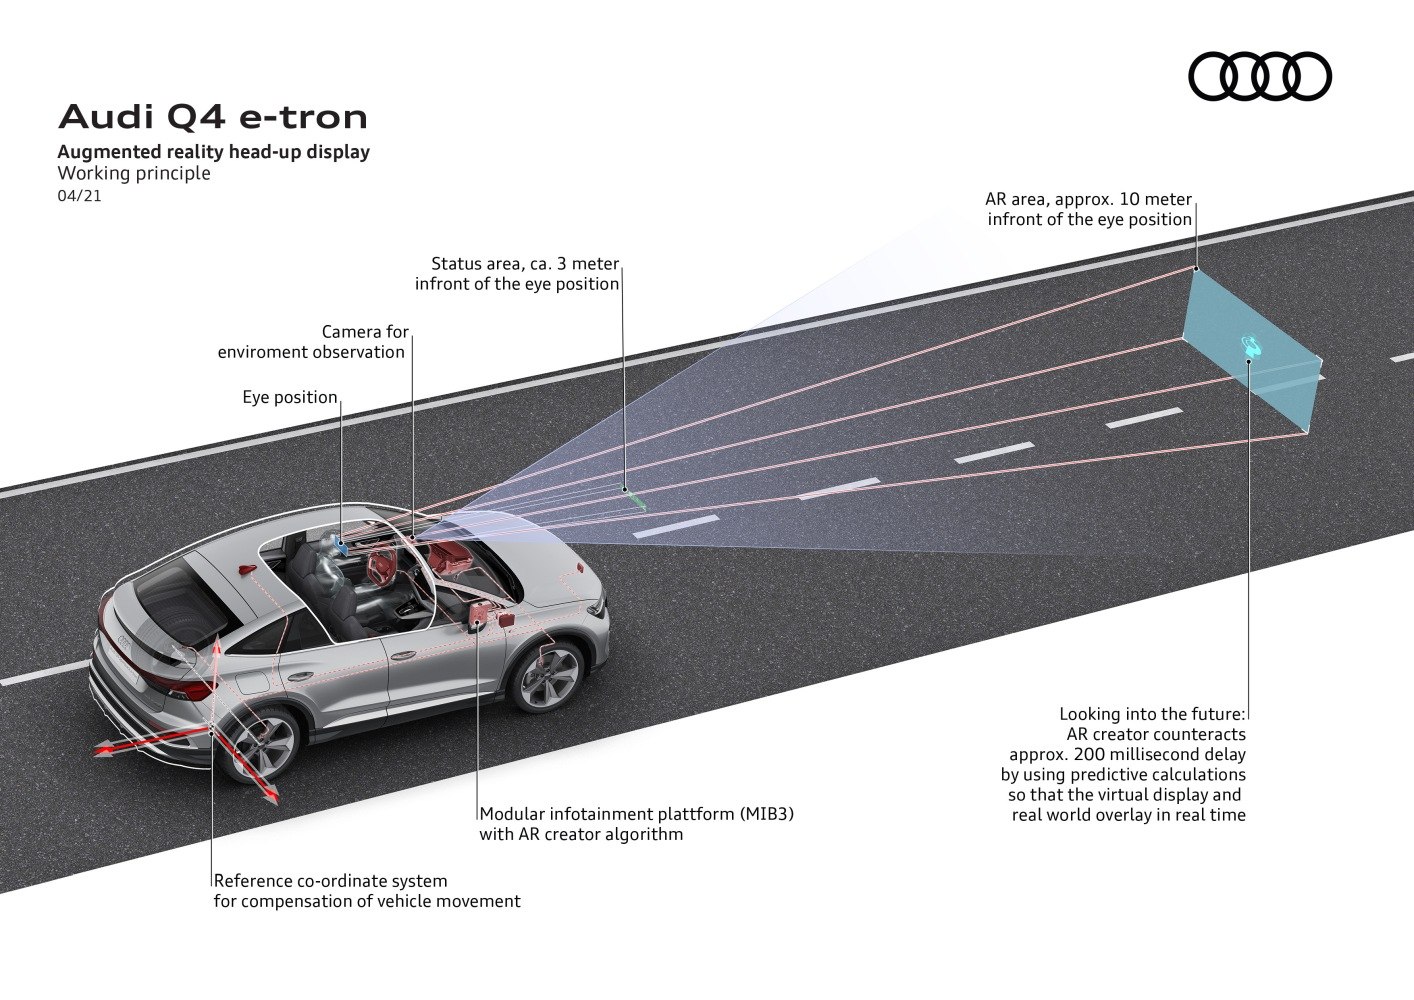 Audi Q4 e-tron
Augmented reality head-up display
Working principle
04/21
AR area, approx. 10 meter
infront of the eye position
Status area, ca. 3 meter
infront of the eye position
Camera for
enviroment observation
Eye position
Looking into the future:
AR creator counteracts
approx. 200 millisecond delay
by using predictive calculations
so that the virtual display and
real world overlay in real time
Modular infotainment plattform (MIB3)
with AR creator algorithm
Reference co-ordinate system
for compensation of vehicle movement